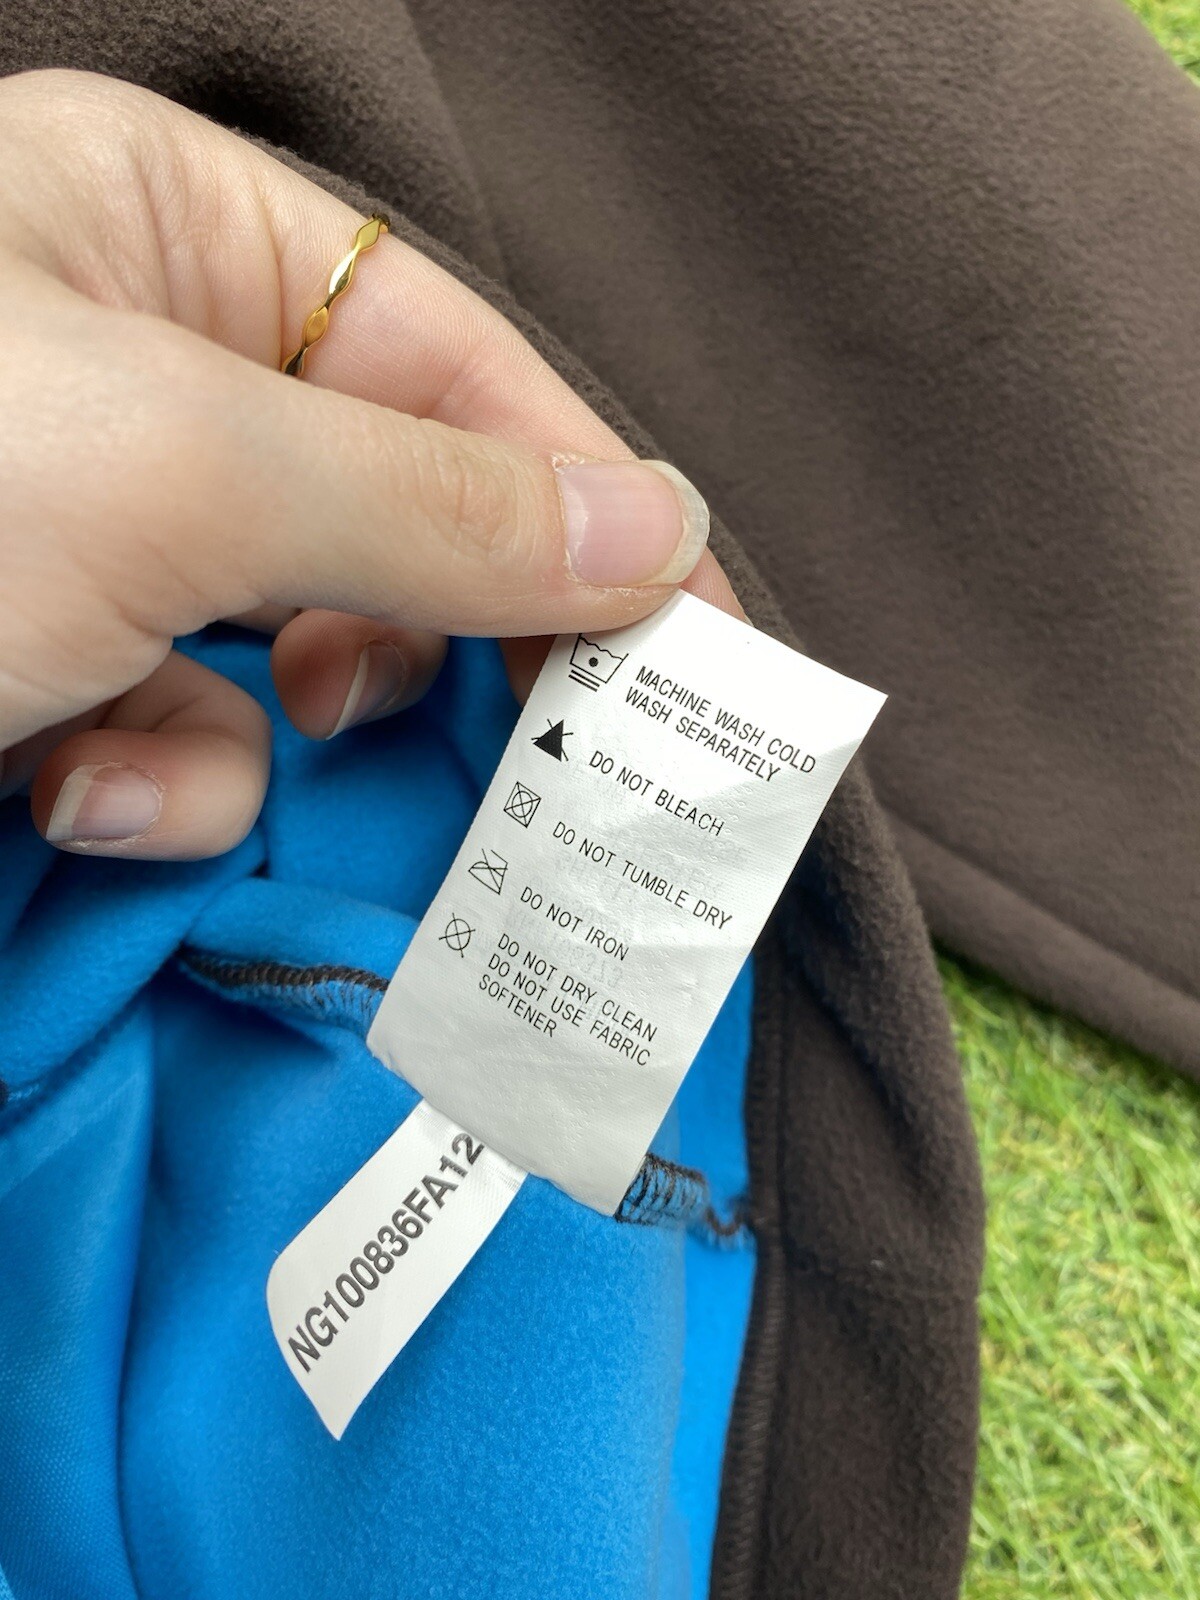 MACHINE WASH COLD
WASH SEPARATELY
DO NOT BLEACH
DO NOT TUMBLE DRY
DO NOT IRON
DO NOT DRY CLEAN
DO NOT USE FABRIC
SOFTENER
NG100836FA12